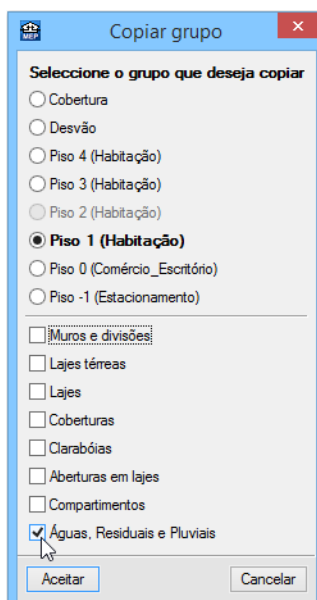 MEP
Copiar grupo
Seleccione o grupo que deseja copiar
Cobertura
Desvão
Piso 4 (Habitação)
Piso 3 (Habitação)
Piso 2 (Habitação)
Piso 1 (Habitação)
Piso 0 (Comércio_Escritório)
Piso -1 (Estacionamento)
Muros e divisões
Lajes térreas
Lajes
Coberturas
Clarabóias
Aberturas em lajes
Compartimentos
Águas, Residuais e Pluviais
Aceitar
Cancelar